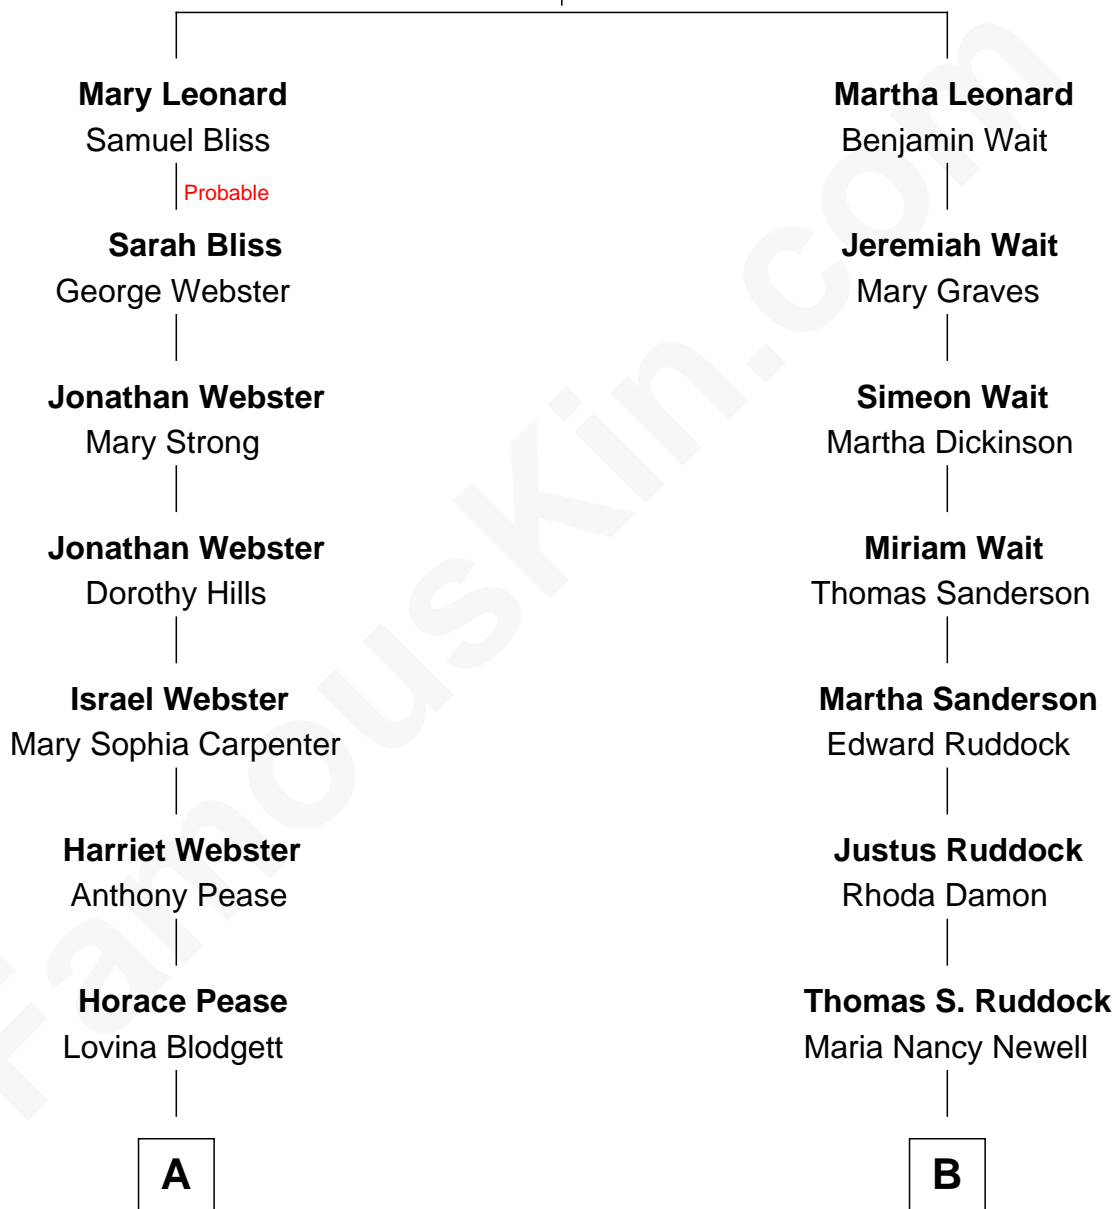 Mary Leonard
Samuel Bliss
Probable
Sarah Bliss
George Webster
Jonathan Webster
Mary Strong
Jonathan Webster
Dorothy Hills
Israel Webster
Mary Sophia Carpenter
Harriet Webster
Anthony Pease
Horace Pease
Lovina Blodgett
A
Martha Leonard
Benjamin Wait
Jeremiah Wait
Mary Graves
Simeon Wait
Martha Dickinson
Miriam Wait
Thomas Sanderson
Martha Sanderson
Edward Ruddock
Justus Ruddock
Rhoda Damon
Thomas S. Ruddock
Maria Nancy Newell
B
FamousKin.com